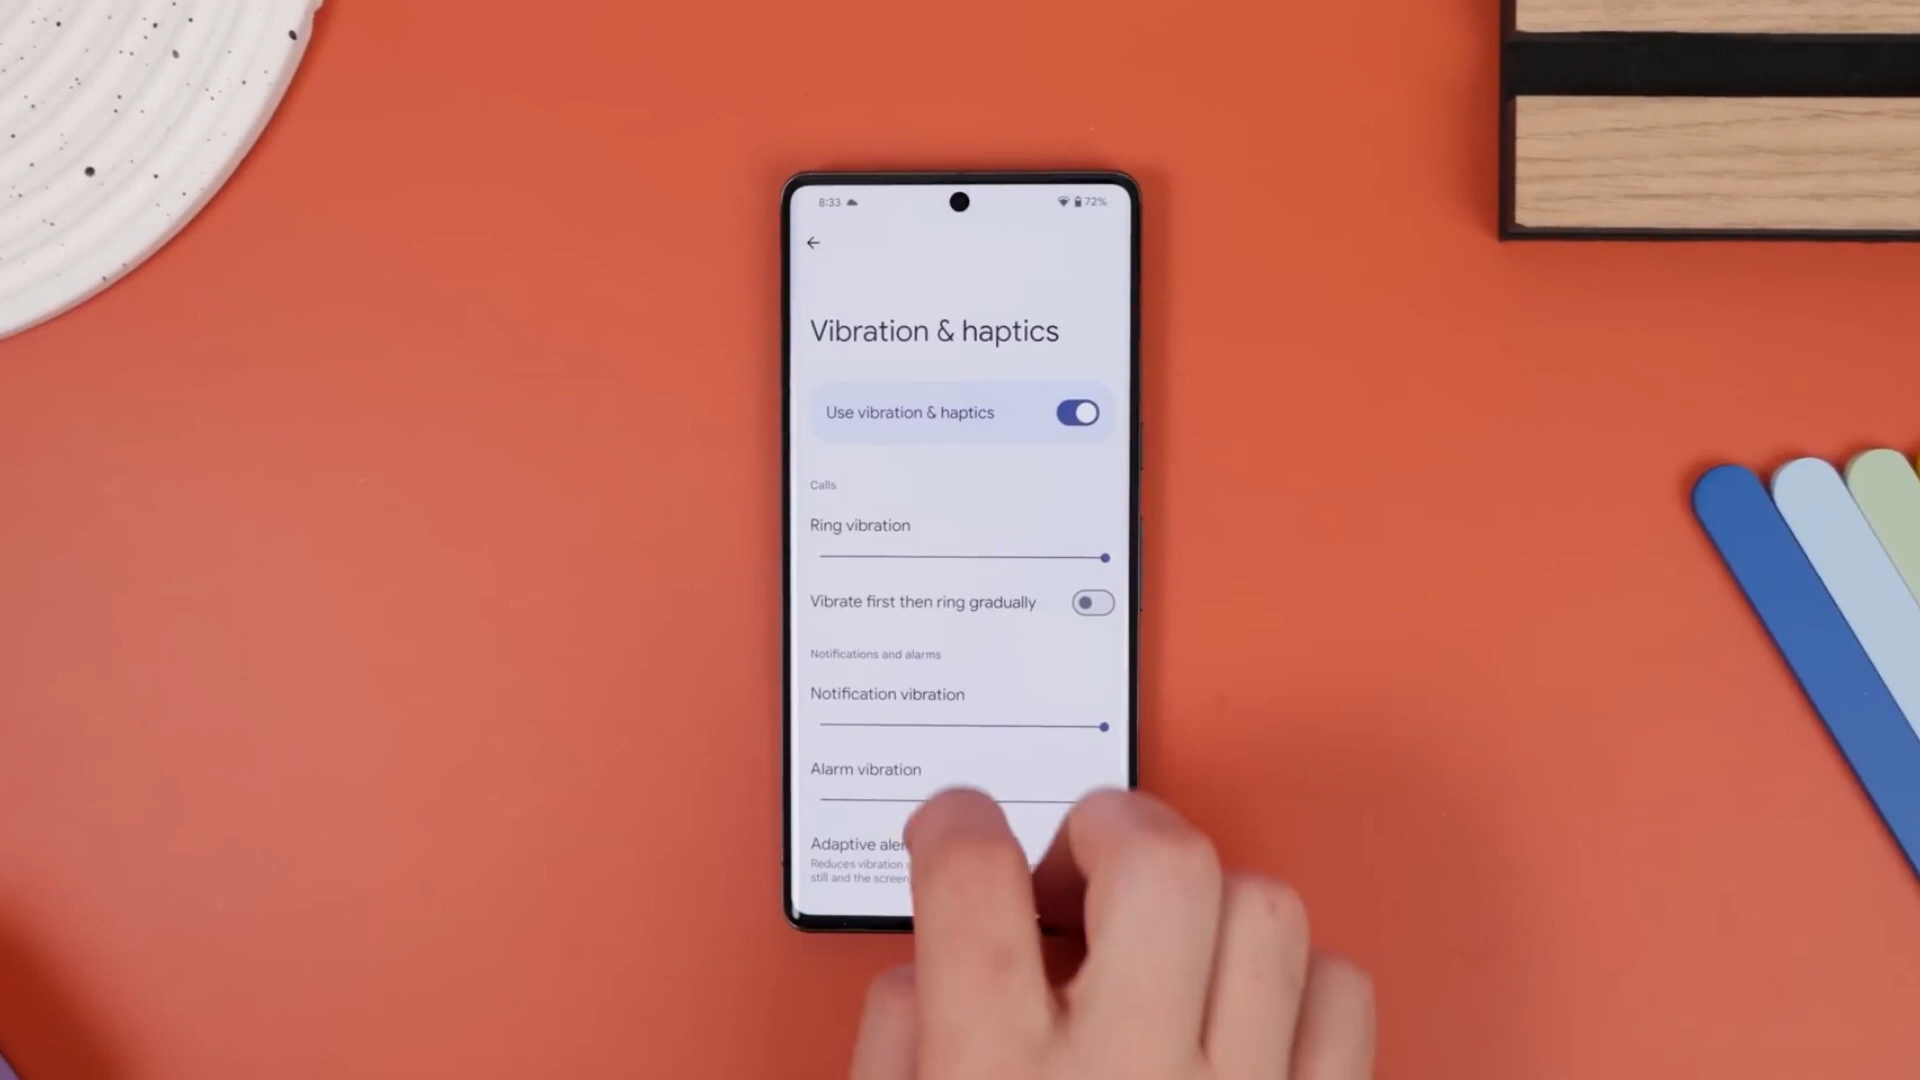 8:33 72%
Vibration & haptics
Use vibration & haptics
Calls
Ring vibration
Vibrate first then ring gradually
Notifications and alarms
Notification vibration
Alarm vibration
Adaptive
Reduces vibration
still and the screen